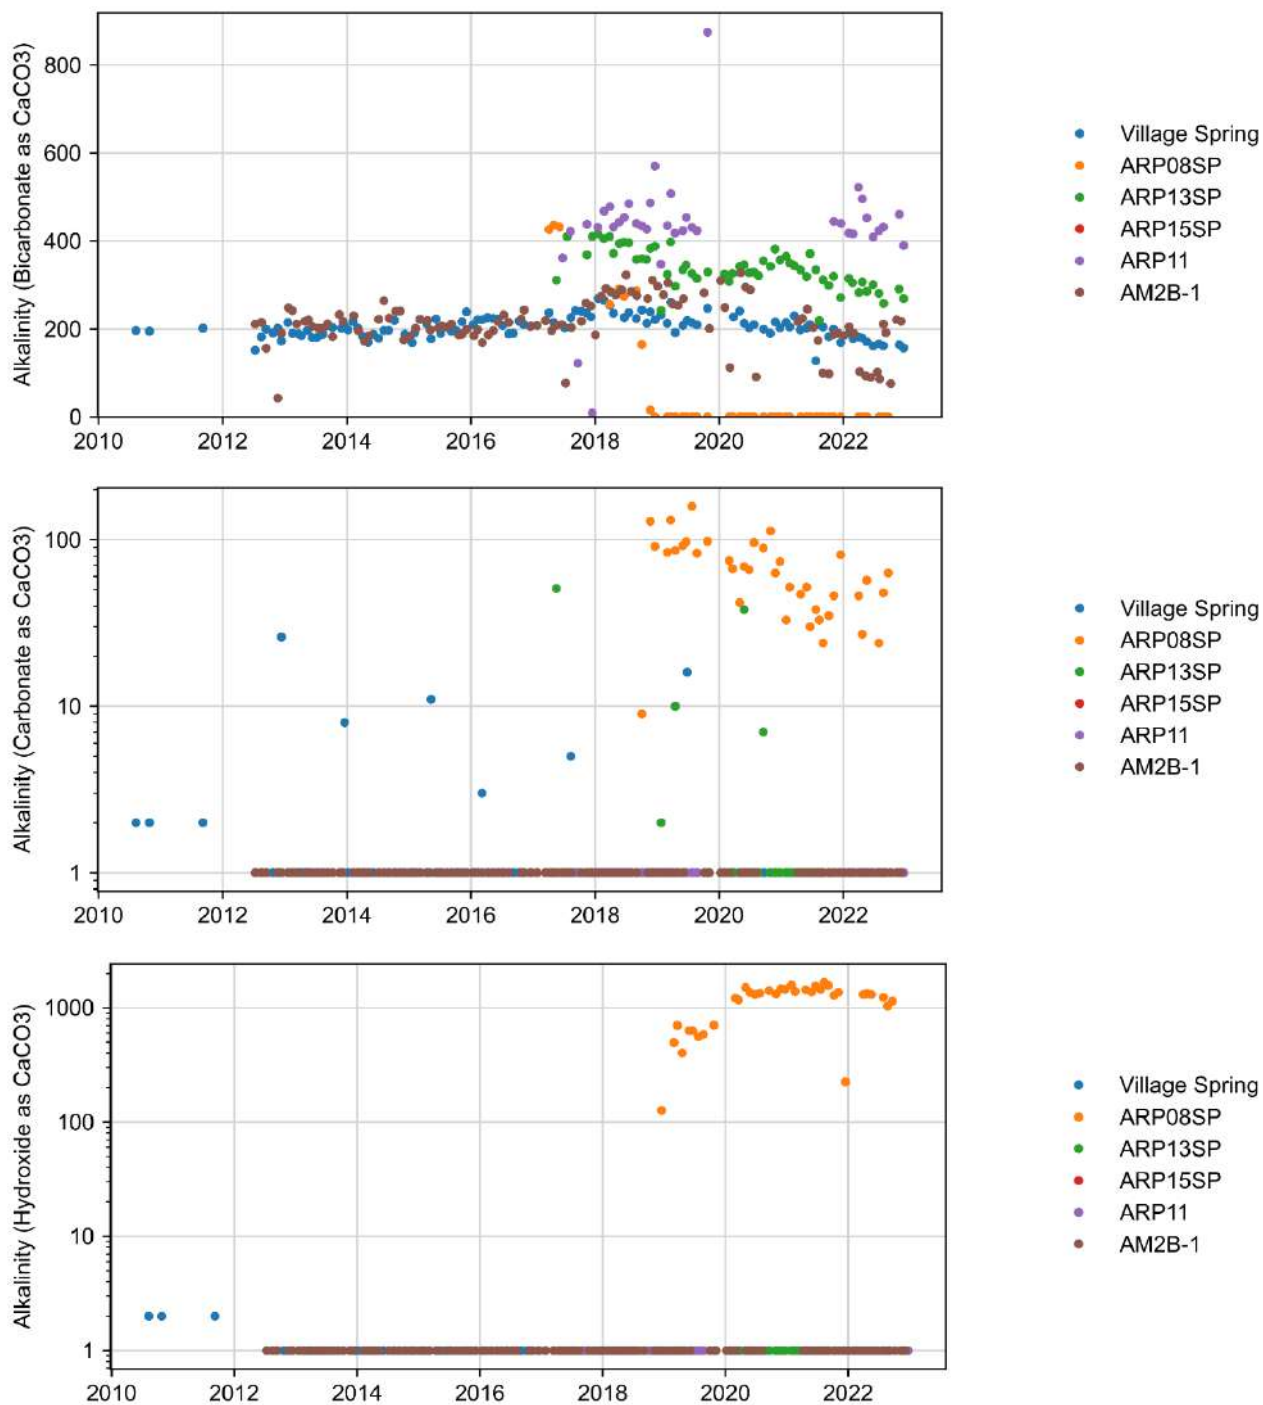 Alkalinity (Bicarbonate as CaCO3)
800
600
400
200
0
2010 2012 2014 2016 2018 2020 2022
Village Spring
ARP08SP
ARP13SP
ARP15SP
ARP11
AM2B-1
Alkalinity (Carbonate as CaCO3)
100
10
1
2010 2012 2014 2016 2018 2020 2022
Village Spring
ARP08SP
ARP13SP
ARP15SP
ARP11
AM2B-1
Alkalinity (Hydroxide as CaCO3)
1000
100
10
1
2010 2012 2014 2016 2018 2020 2022
Village Spring
ARP08SP
ARP13SP
ARP15SP
ARP11
AM2B-1